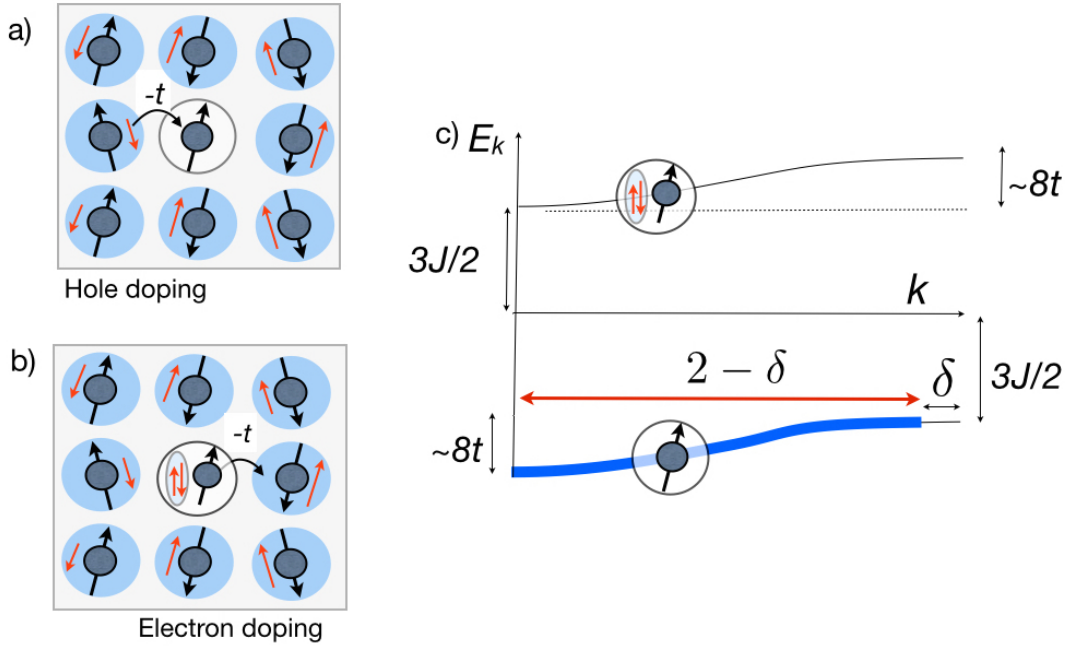 a)
-t
Hole doping
b)
-t
Electron doping
c) E_k
~8t
3J/2
k
2 − δ
δ
3J/2
~8t